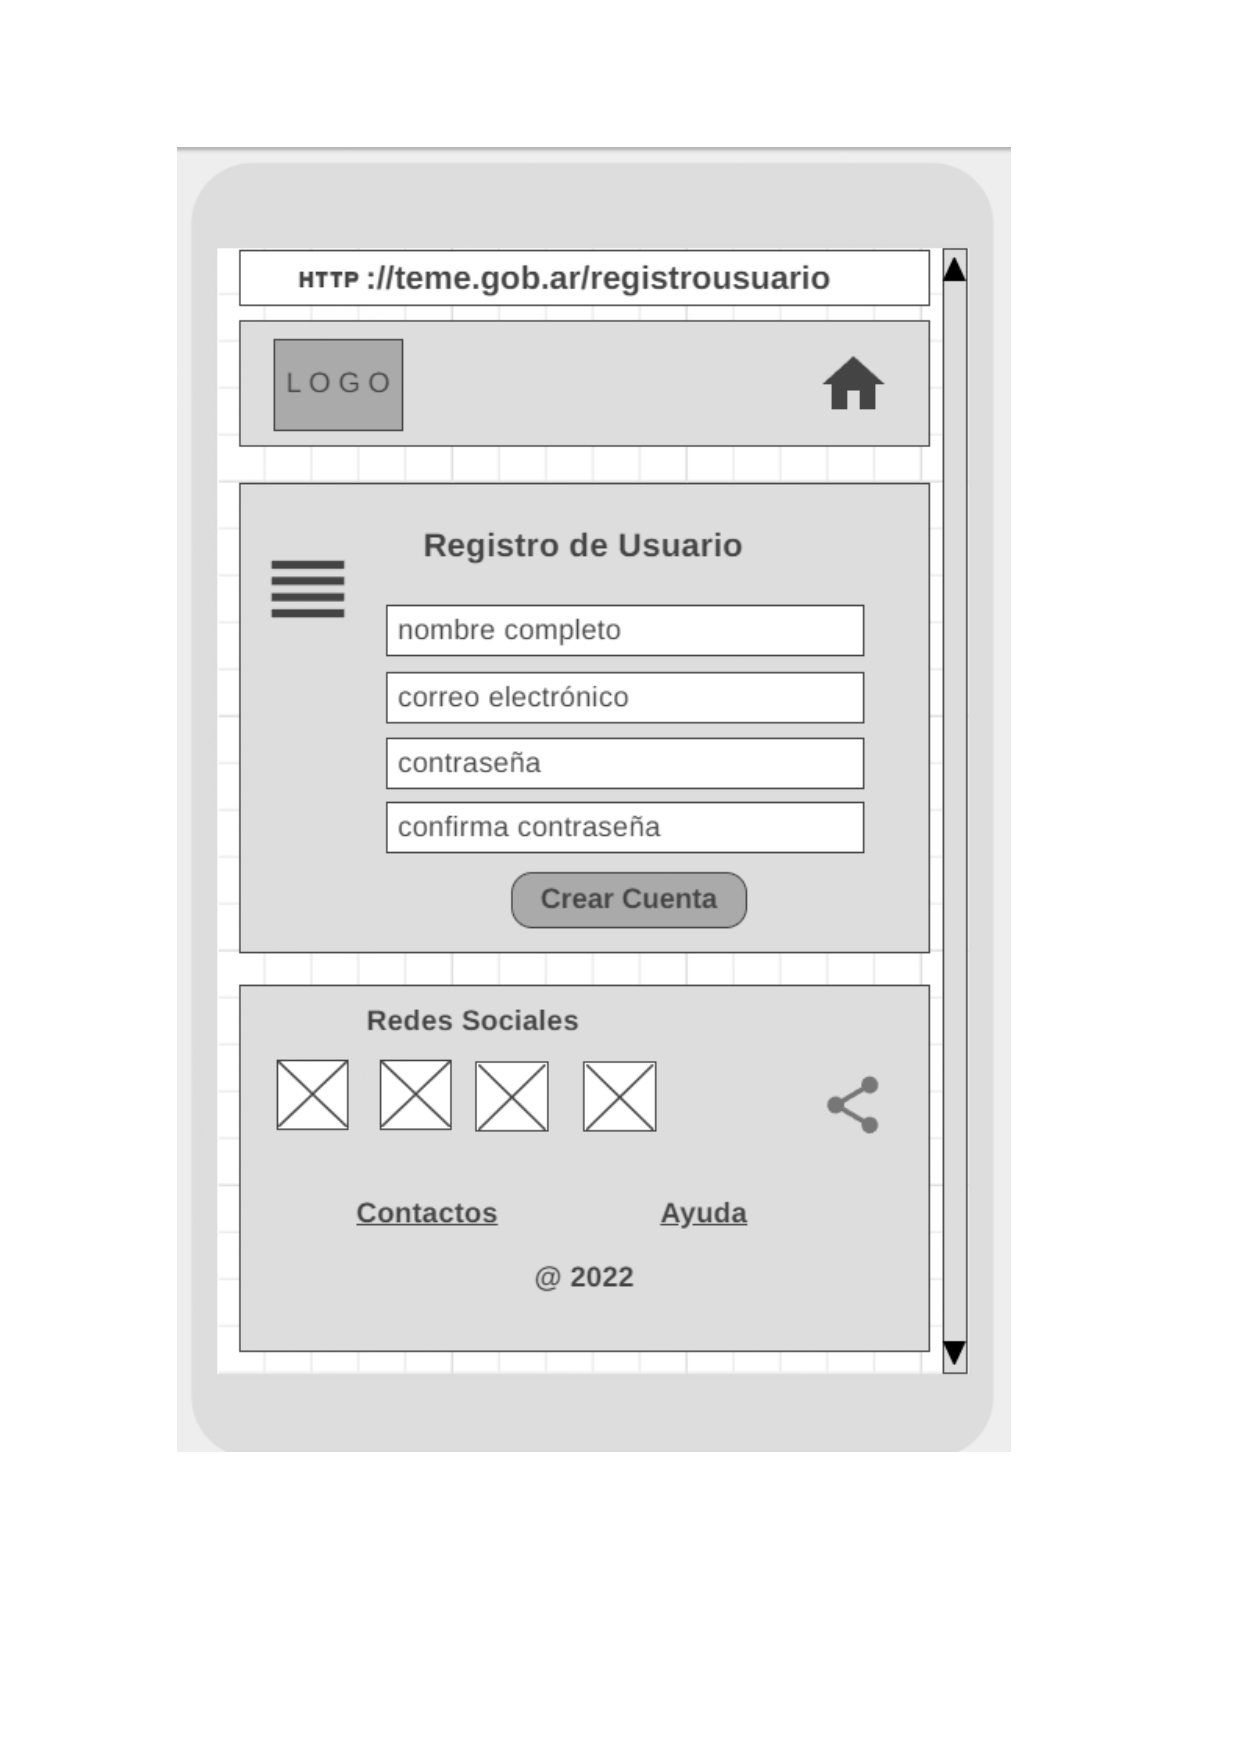 HTTP ://teme.gob.ar/registrousuario
LOGO
Registro de Usuario
nombre completo
correo electrónico
contraseña
confirma contraseña
Crear Cuenta
Redes Sociales
Contactos Ayuda
@ 2022